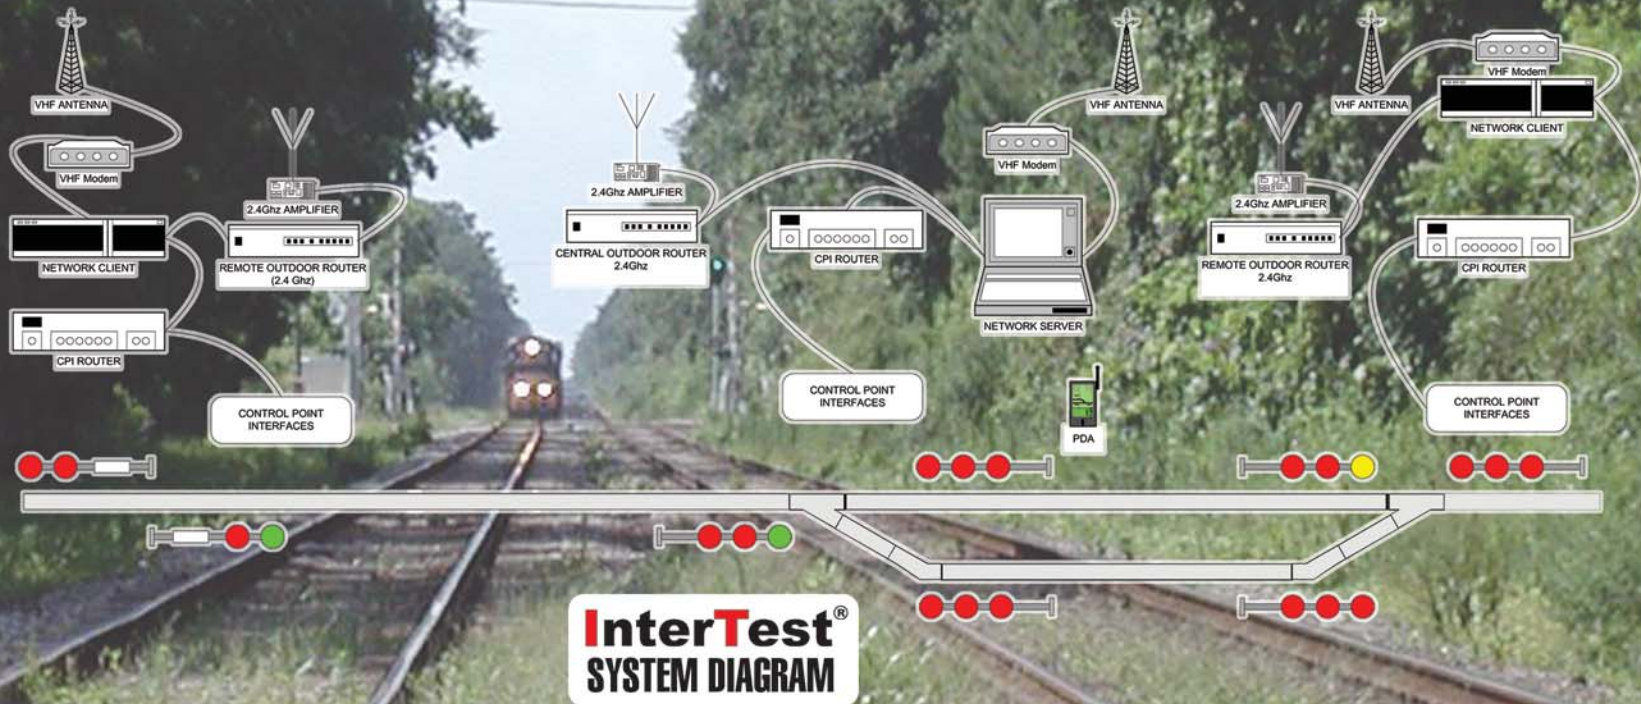 VHF ANTENNA
VHF Modem
2.4Ghz AMPLIFIER
NETWORK CLIENT
REMOTE OUTDOOR ROUTER
(2.4 Ghz)
CPI ROUTER
CONTROL POINT
INTERFACES
2.4Ghz AMPLIFIER
CENTRAL OUTDOOR ROUTER
2.4Ghz
CPI ROUTER
VHF ANTENNA
VHF Modem
NETWORK SERVER
CONTROL POINT
INTERFACES
PDA
VHF ANTENNA
VHF Modem
NETWORK CLIENT
2.4Ghz AMPLIFIER
REMOTE OUTDOOR ROUTER
2.4Ghz
CPI ROUTER
CONTROL POINT
INTERFACES
InterTest®
SYSTEM DIAGRAM